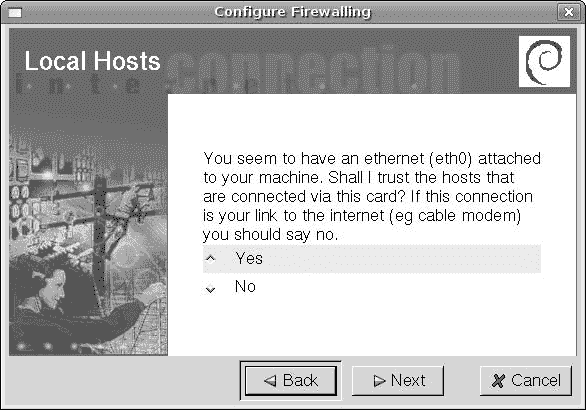 Configure Firewalling
Local Hosts
connection
i n t e r n e t
You seem to have an ethernet (eth0) attached
to your machine. Shall I trust the hosts that
are connected via this card? If this connection
is your link to the internet (eg cable modem)
you should say no.
Yes
No
Back
Next
Cancel